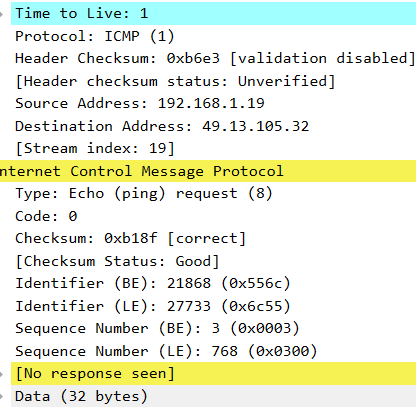 Time to Live: 1
Protocol: ICMP (1)
Header Checksum: 0xb6e3 [validation disabled]
[Header checksum status: Unverified]
Source Address: 192.168.1.19
Destination Address: 49.13.105.32
[Stream index: 19]
nternet Control Message Protocol
Type: Echo (ping) request (8)
Code: 0
Checksum: 0xb18f [correct]
[Checksum Status: Good]
Identifier (BE): 21868 (0x556c)
Identifier (LE): 27733 (0x6c55)
Sequence Number (BE): 3 (0x0003)
Sequence Number (LE): 768 (0x0300)
[No response seen]
Data (32 bytes)